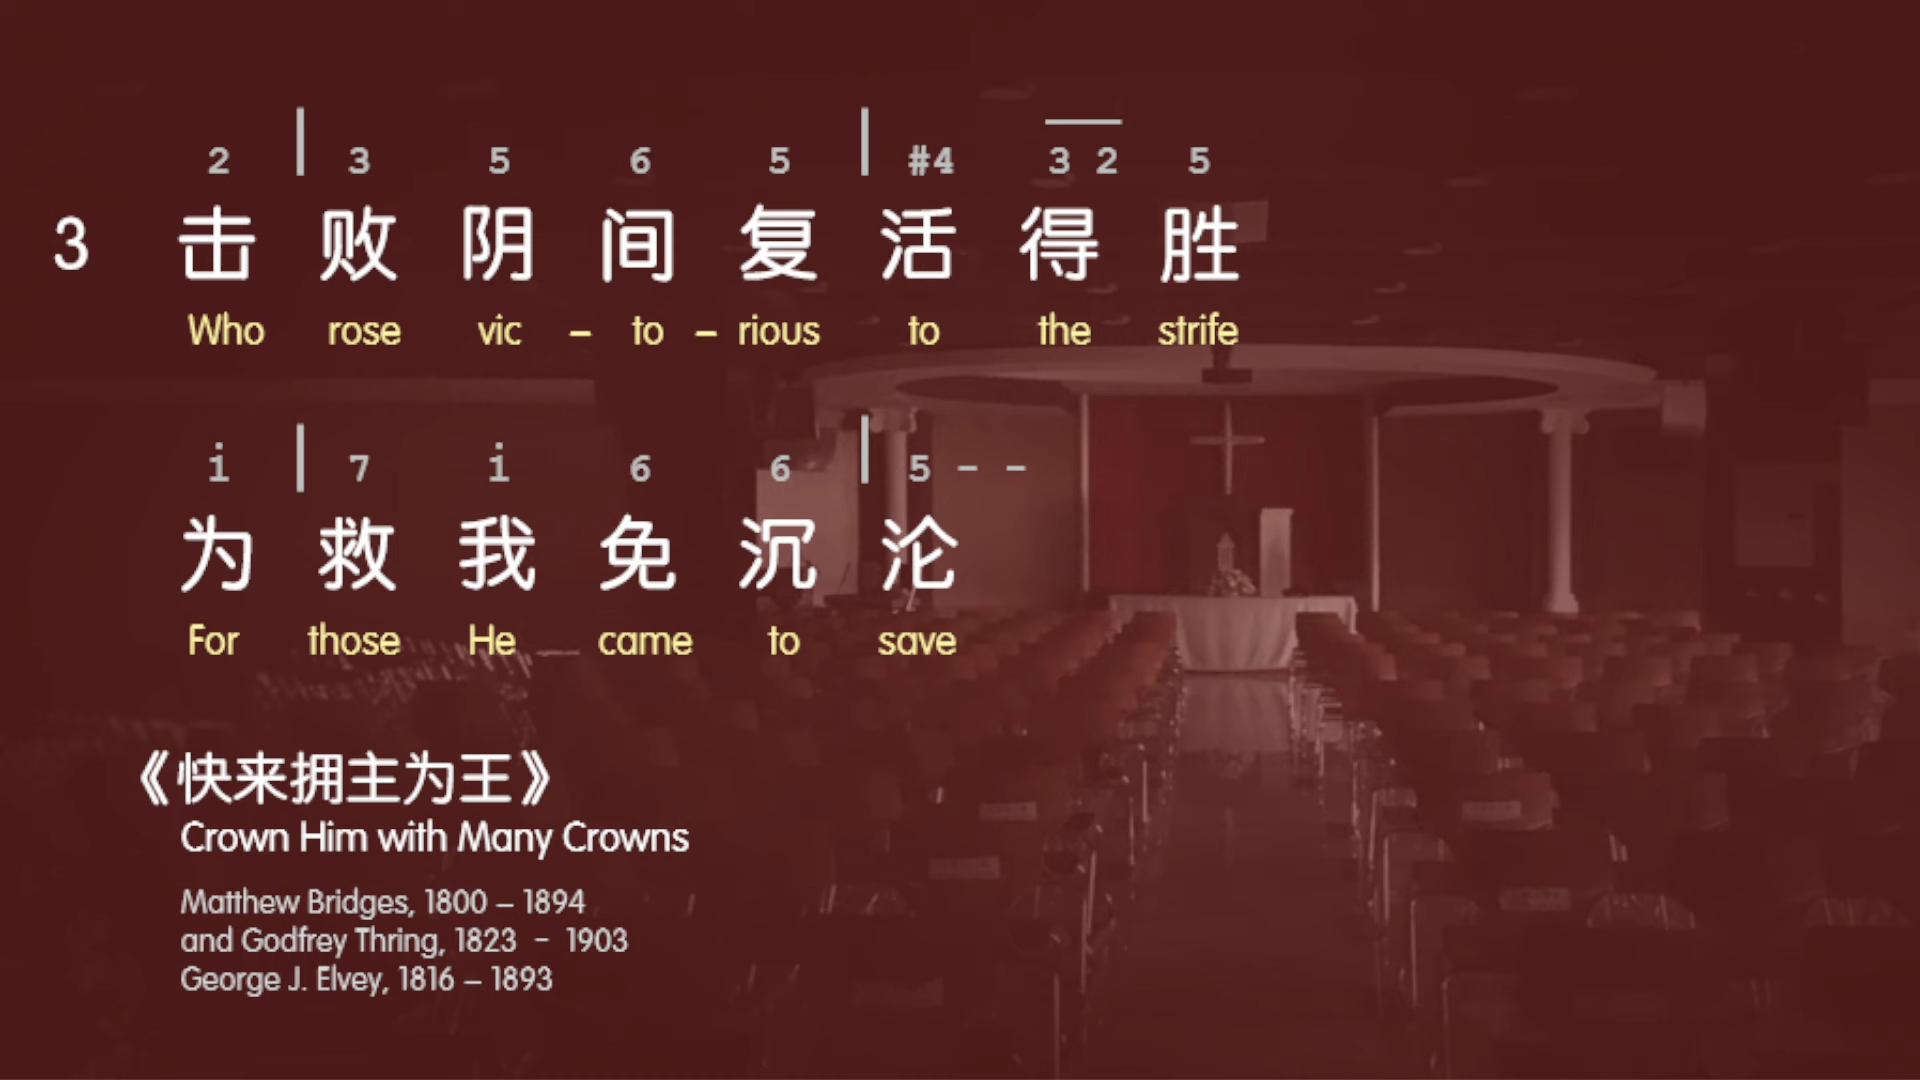 2 | 3 5 6 5 | #4 3 2 5
3 击败阴间复活得胜
Who rose vic – to – rious to the strife
i | 7 i 6 6 | 5 – –
为救我免沉沦
For those He __ came to save
《快来拥主为王》
Crown Him with Many Crowns
Matthew Bridges, 1800 – 1894
and Godfrey Thring, 1823 – 1903
George J. Elvey, 1816 – 1893